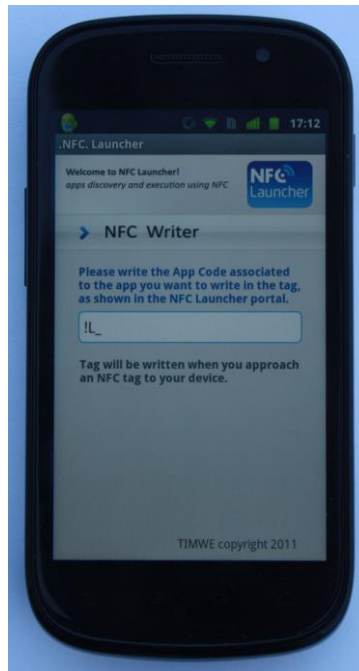 17:12
.NFC. Launcher
Welcome to NFC Launcher!
apps discovery and execution using NFC
NFC
Launcher
NFC Writer
Please write the App Code associated
to the app you want to write in the tag,
as shown in the NFC Launcher portal.
!L_
Tag will be written when you approach
an NFC tag to your device.
TIMWE copyright 2011